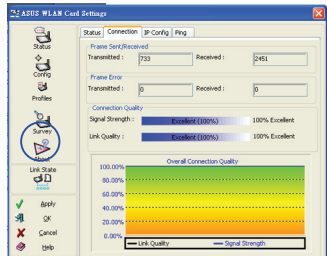 ASUS WLAN Card Settings
Status
Config
Profiles
Survey
About
Link State
Apply
OK
Cancel
Help
Status Connection IP Config Ping
Frame Sent/Received
Transmitted : 733 Received : 2451
Frame Error
Transmitted : 0 Received : 0
Connection Quality
Signal Strength : Excellent (100%) 100% Excellent
Link Quality : Excellent (100%) 100% Excellent
Overall Connection Quality
100.00%
80.00%
60.00%
40.00%
20.00%
0.00%
Link Quality Signal Strength